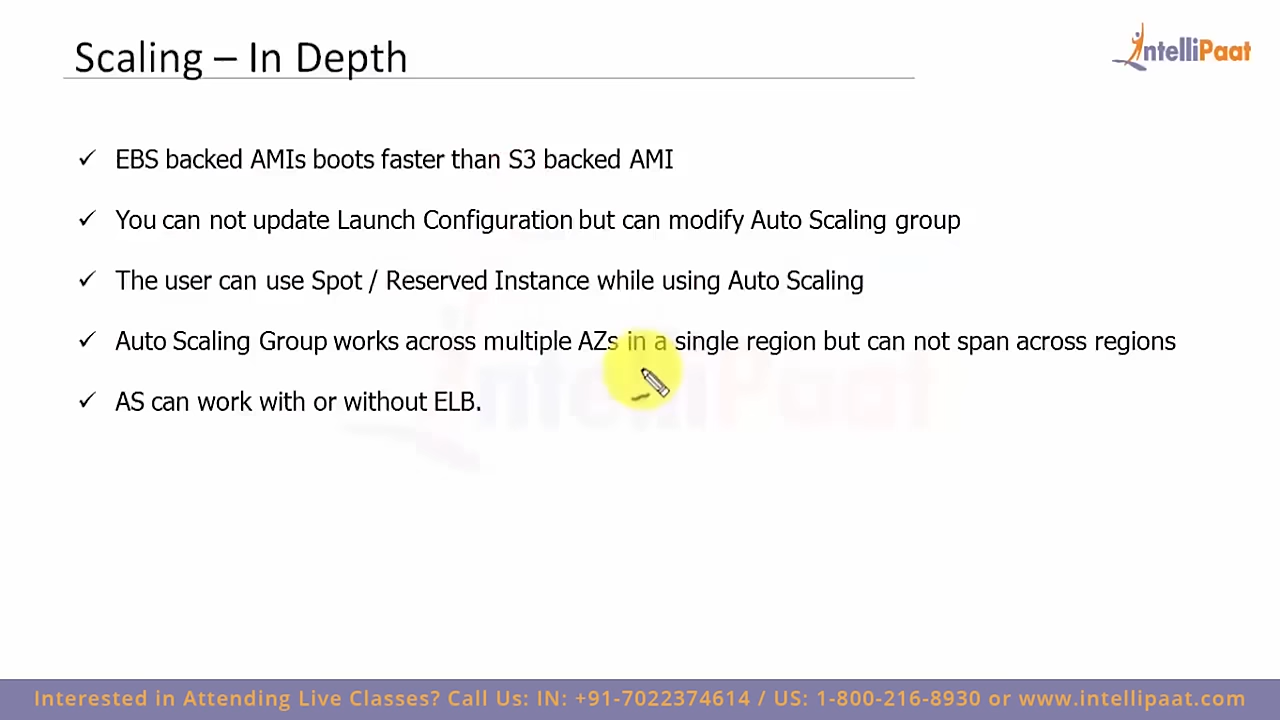 Scaling – In Depth
IntelliPaat
✓ EBS backed AMIs boots faster than S3 backed AMI
✓ You can not update Launch Configuration but can modify Auto Scaling group
✓ The user can use Spot / Reserved Instance while using Auto Scaling
✓ Auto Scaling Group works across multiple AZs in a single region but can not span across regions
✓ AS can work with or without ELB.
IntelliPaat
Interested in Attending Live Classes? Call Us: IN: +91-7022374614 / US: 1-800-216-8930 or www.intellipaat.com